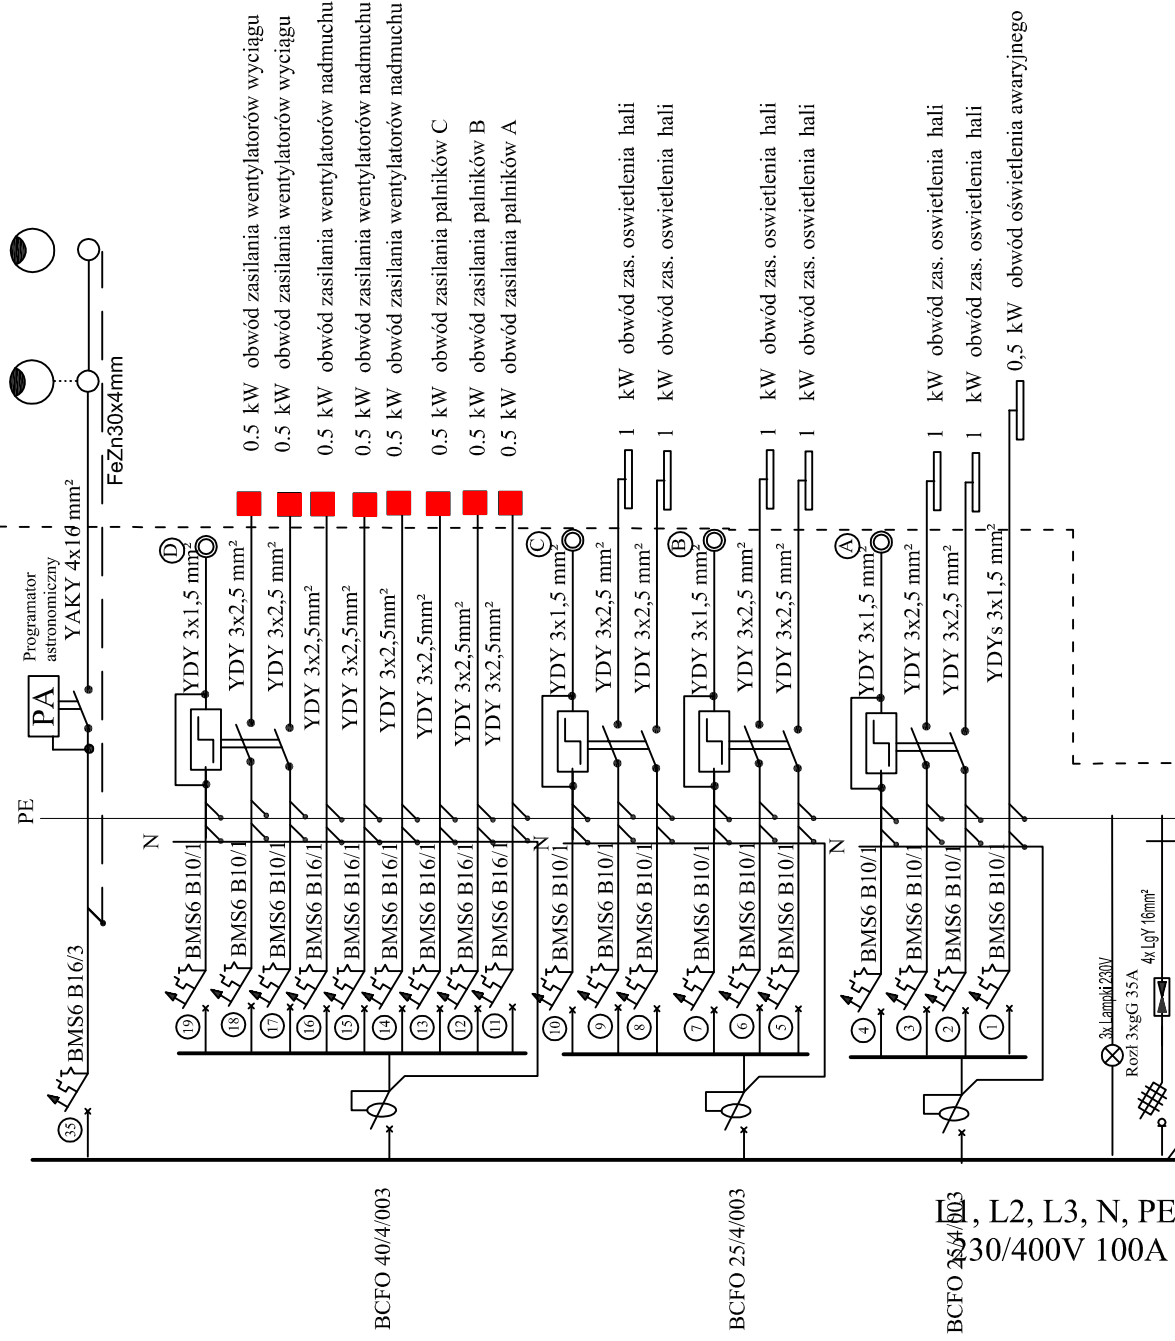 Programator
astronomiczny
PA
YAKY 4x16 mm²
FeZn30x4mm
PE
BMS6 B16/3
35
N
D
YDY 3x1,5 mm²
BMS6 B10/1
19
0.5 kW obwód zasilania wentylatorów wyciągu
YDY 3x2,5 mm²
BMS6 B10/1
18
0.5 kW obwód zasilania wentylatorów wyciągu
YDY 3x2,5 mm²
BMS6 B10/1
17
0.5 kW obwód zasilania wentylatorów nadmuchu
YDY 3x2,5mm²
BMS6 B16/1
16
0.5 kW obwód zasilania wentylatorów nadmuchu
YDY 3x2,5mm²
BMS6 B16/1
15
0.5 kW obwód zasilania wentylatorów nadmuchu
YDY 3x2,5mm²
BMS6 B16/1
14
0.5 kW obwód zasilania palników C
YDY 3x2,5mm²
BMS6 B16/1
13
0.5 kW obwód zasilania palników B
YDY 3x2,5mm²
BMS6 B16/1
12
0.5 kW obwód zasilania palników A
YDY 3x2,5mm²
BMS6 B16/1
11
BCFO 40/4/003
N
C
YDY 3x1,5 mm²
BMS6 B10/1
10
1 kW obwód zas. oswietlenia hali
YDY 3x2,5 mm²
BMS6 B10/1
9
1 kW obwód zas. oswietlenia hali
YDY 3x2,5 mm²
BMS6 B10/1
8
B
YDY 3x1,5 mm²
BMS6 B10/1
7
1 kW obwód zas. oswietlenia hali
YDY 3x2,5 mm²
BMS6 B10/1
6
1 kW obwód zas. oswietlenia hali
YDY 3x2,5 mm²
BMS6 B10/1
5
BCFO 25/4/003
N
A
YDY 3x1,5 mm²
BMS6 B10/1
4
1 kW obwód zas. oswietlenia hali
YDY 3x2,5 mm²
BMS6 B10/1
3
1 kW obwód zas. oswietlenia hali
YDY 3x2,5 mm²
BMS6 B10/1
2
0,5 kW obwód oświetlenia awaryjnego
YDYs 3x1,5 mm²
BMS6 B10/1
1
BCFO 25/4/003
3x Lampki 230V
Rozł 3xgG 35A
4x LgY 16mm²
L1, L2, L3, N, PE
230/400V 100A